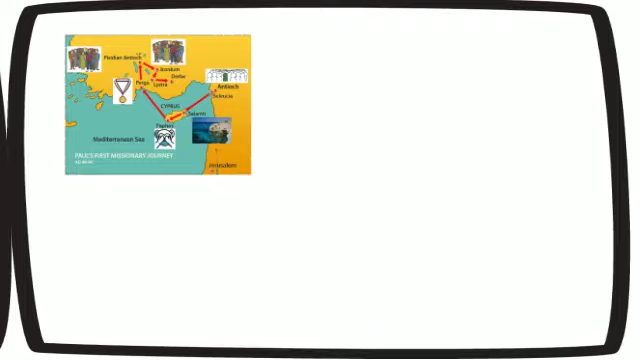 Pisidian Antioch
Iconium
Derbe
Perga
Lystra
Antioch
Seleucia
CYPRUS
Salamis
Paphos
Mediterranean Sea
PAUL'S FIRST MISSIONARY JOURNEY
Jerusalem